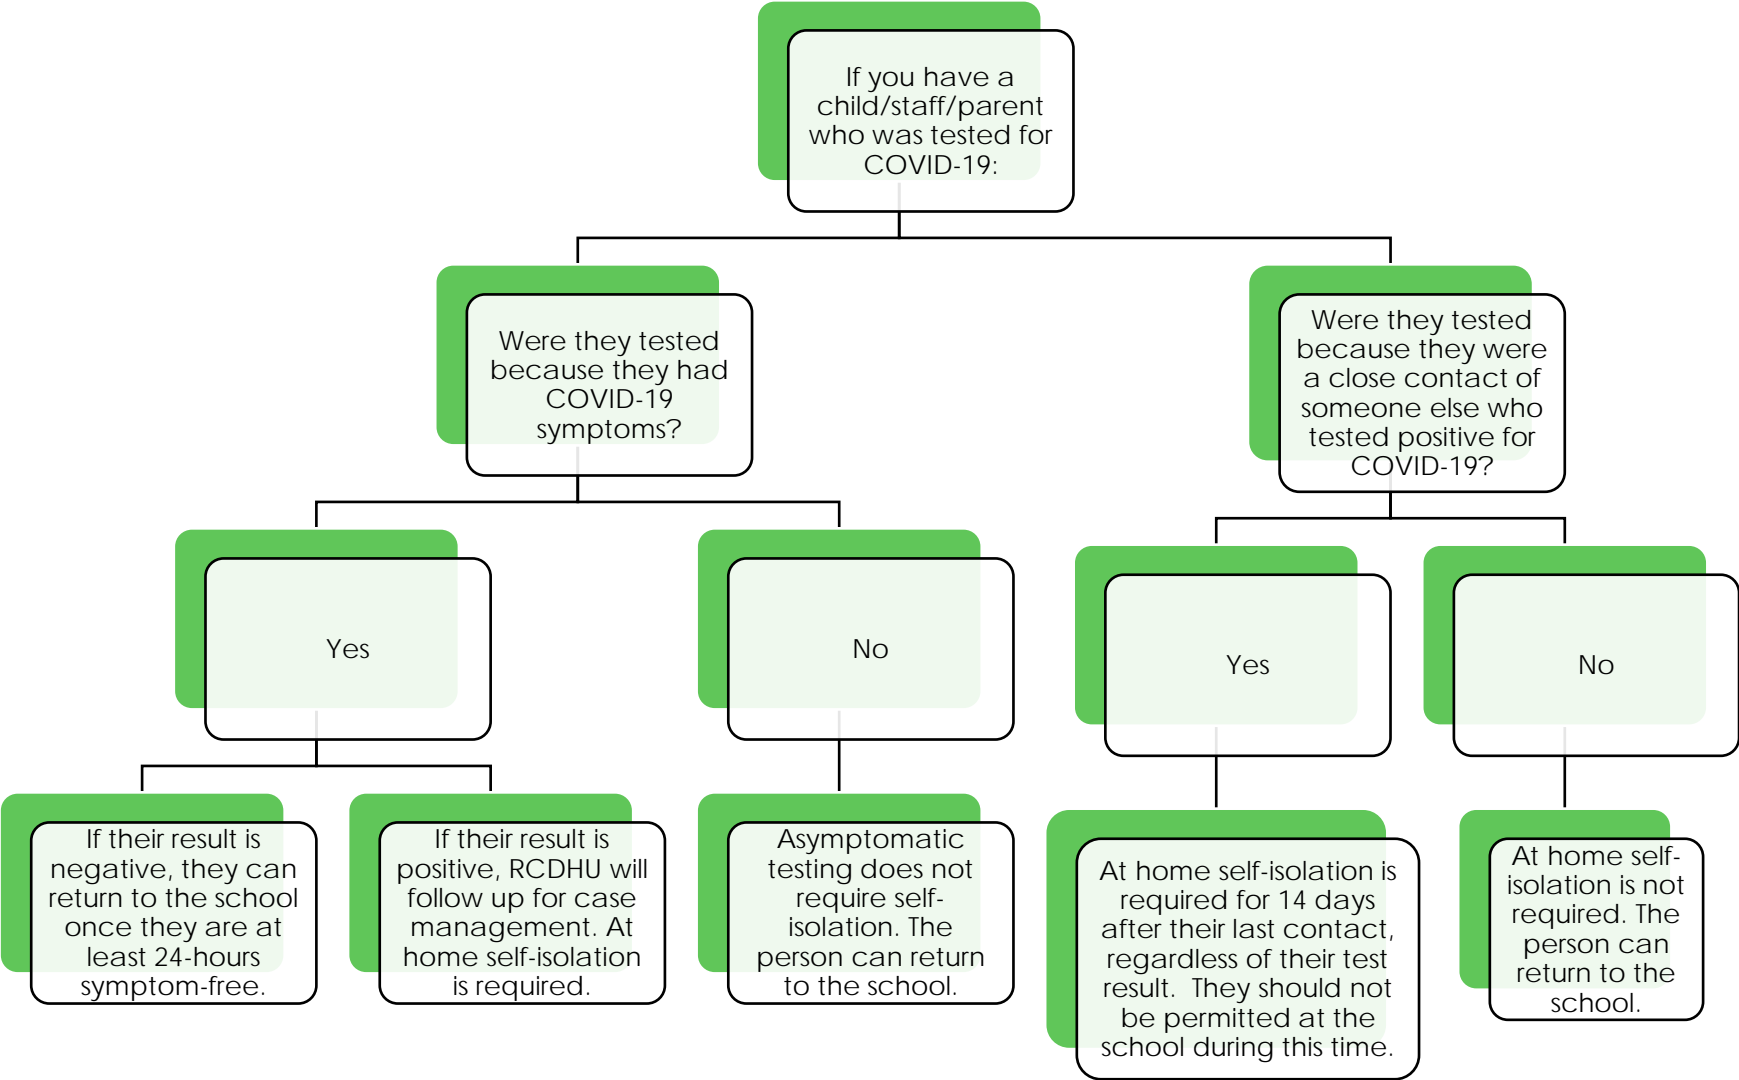 If you have a
child/staff/parent
who was tested for
COVID-19:
Were they tested
because they had
COVID-19
symptoms?
Were they tested
because they were
a close contact of
someone else who
tested positive for
COVID-19?
Yes
No
Yes
No
If their result is
negative, they can
return to the school
once they are at
least 24-hours
symptom-free.
If their result is
positive, RCDHU will
follow up for case
management. At
home self-isolation
is required.
Asymptomatic
testing does not
require self-
isolation. The
person can return
to the school.
At home self-isolation is
required for 14 days
after their last contact,
regardless of their test
result.  They should not
be permitted at the
school during this time.
At home self-
isolation is not
required. The
person can
return to the
school.